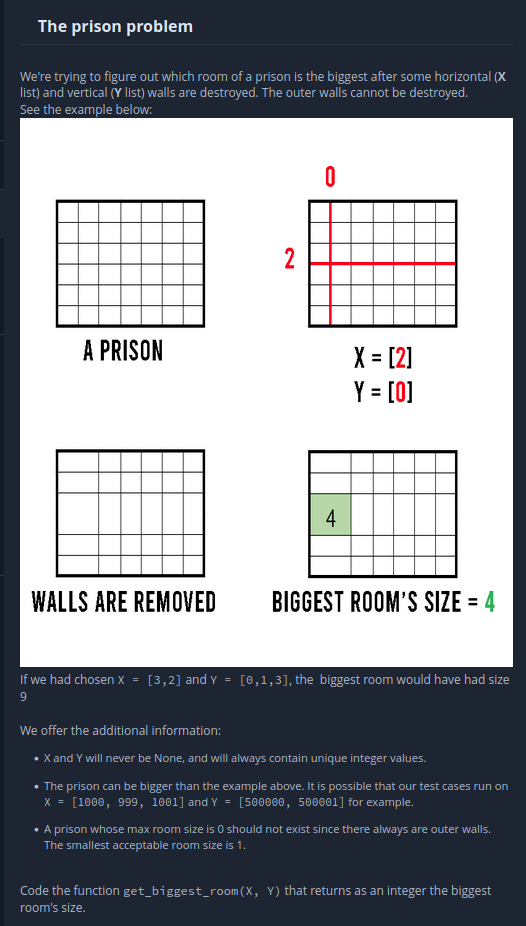 The prison problem
We're trying to figure out which room of a prison is the biggest after some horizontal (X
list) and vertical (Y list) walls are destroyed. The outer walls cannot be destroyed.
See the example below:
0
2
A PRISON
X = [2]
Y = [0]
4
WALLS ARE REMOVED
BIGGEST ROOM'S SIZE = 4
If we had chosen X = [3,2] and Y = [0,1,3], the biggest room would have had size
9
We offer the additional information:
• X and Y will never be None, and will always contain unique integer values.
• The prison can be bigger than the example above. It is possible that our test cases run on
X = [1000, 999, 1001] and Y = [500000, 500001] for example.
• A prison whose max room size is 0 should not exist since there always are outer walls.
The smallest acceptable room size is 1.
Code the function get_biggest_room(X, Y) that returns as an integer the biggest
room's size.